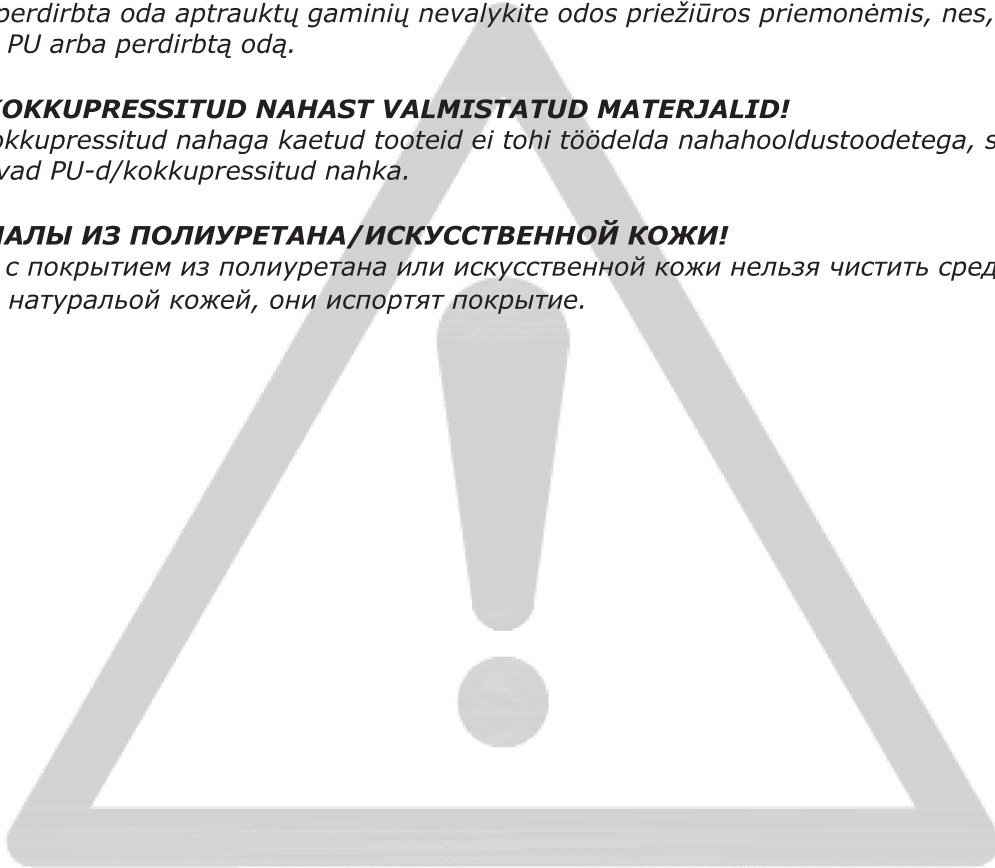 perdirbta oda aptrauktų gaminių nevalykite odos priežiūros priemonėmis, nes,
PU arba perdirbtą odą.
KOKKUPRESSITUD NAHAST VALMISTATUD MATERJALID!
okkupressitud nahaga kaetud tooteid ei tohi töödelda nahahooldustoodetega, s
vad PU-d/kokkupressitud nahka.
ИАЛЫ ИЗ ПОЛИУРЕТАНА/ИСКУССТВЕННОЙ КОЖИ!
с покрытием из полиуретана или искусственной кожи нельзя чистить сред
натуральой кожей, они испортят покрытие.